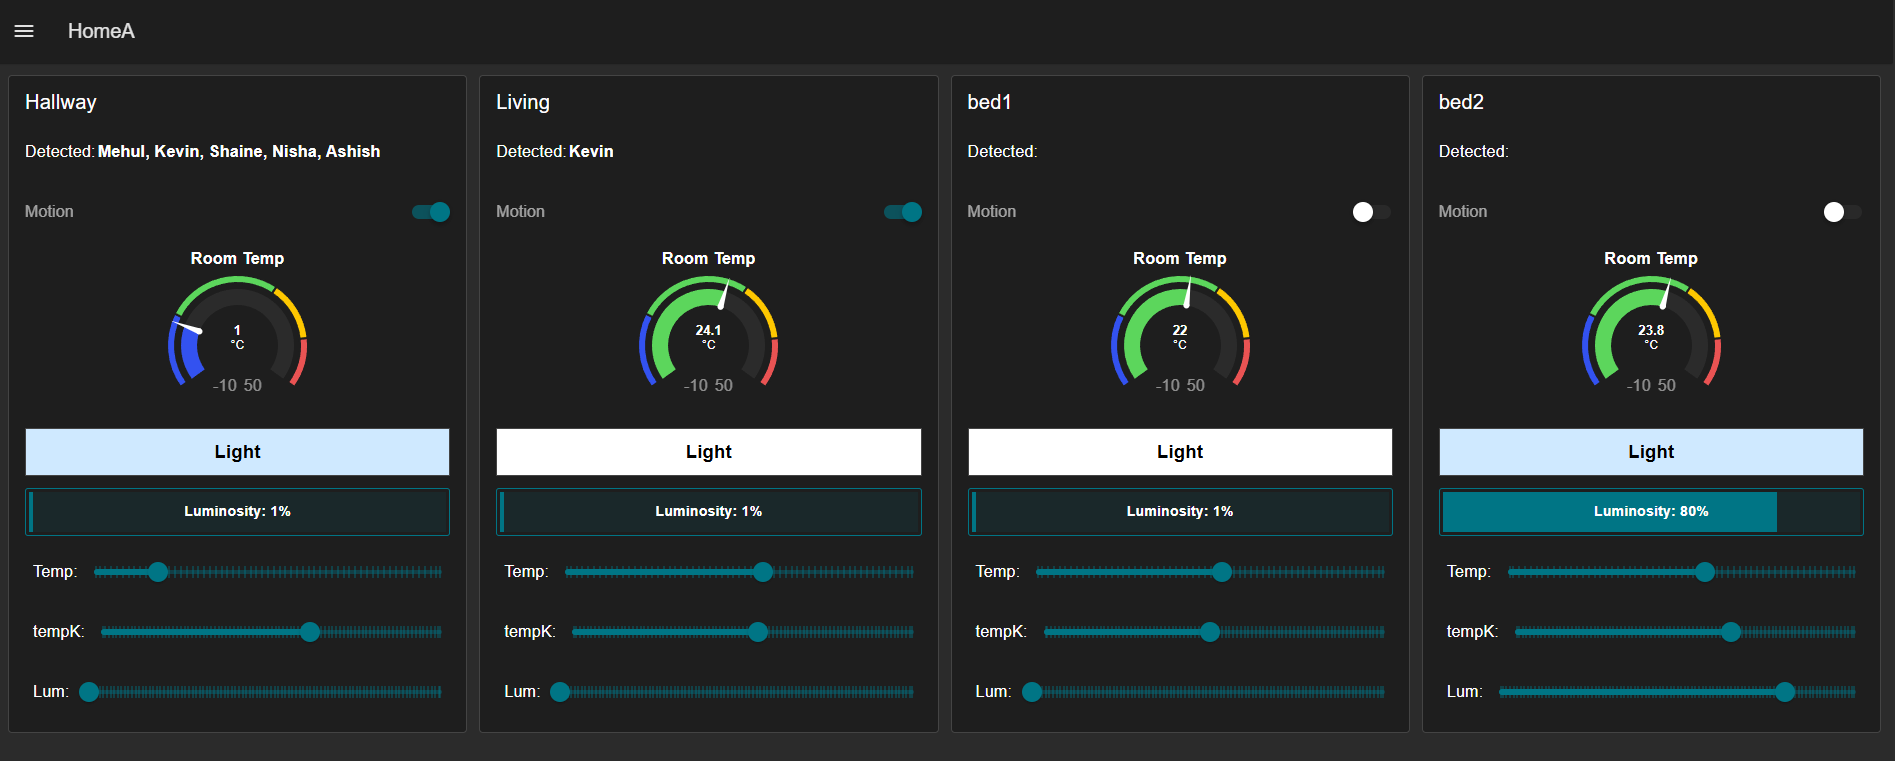 HomeA
Hallway
Detected: Mehul, Kevin, Shaine, Nisha, Ashish
Motion
Room Temp
1
°C
-10 50
Light
Luminosity: 1%
Temp:
tempK:
Lum:
Living
Detected: Kevin
Motion
Room Temp
24.1
°C
-10 50
Light
Luminosity: 1%
Temp:
tempK:
Lum:
bed1
Detected:
Motion
Room Temp
22
°C
-10 50
Light
Luminosity: 1%
Temp:
tempK:
Lum:
bed2
Detected:
Motion
Room Temp
23.8
°C
-10 50
Light
Luminosity: 80%
Temp:
tempK:
Lum: